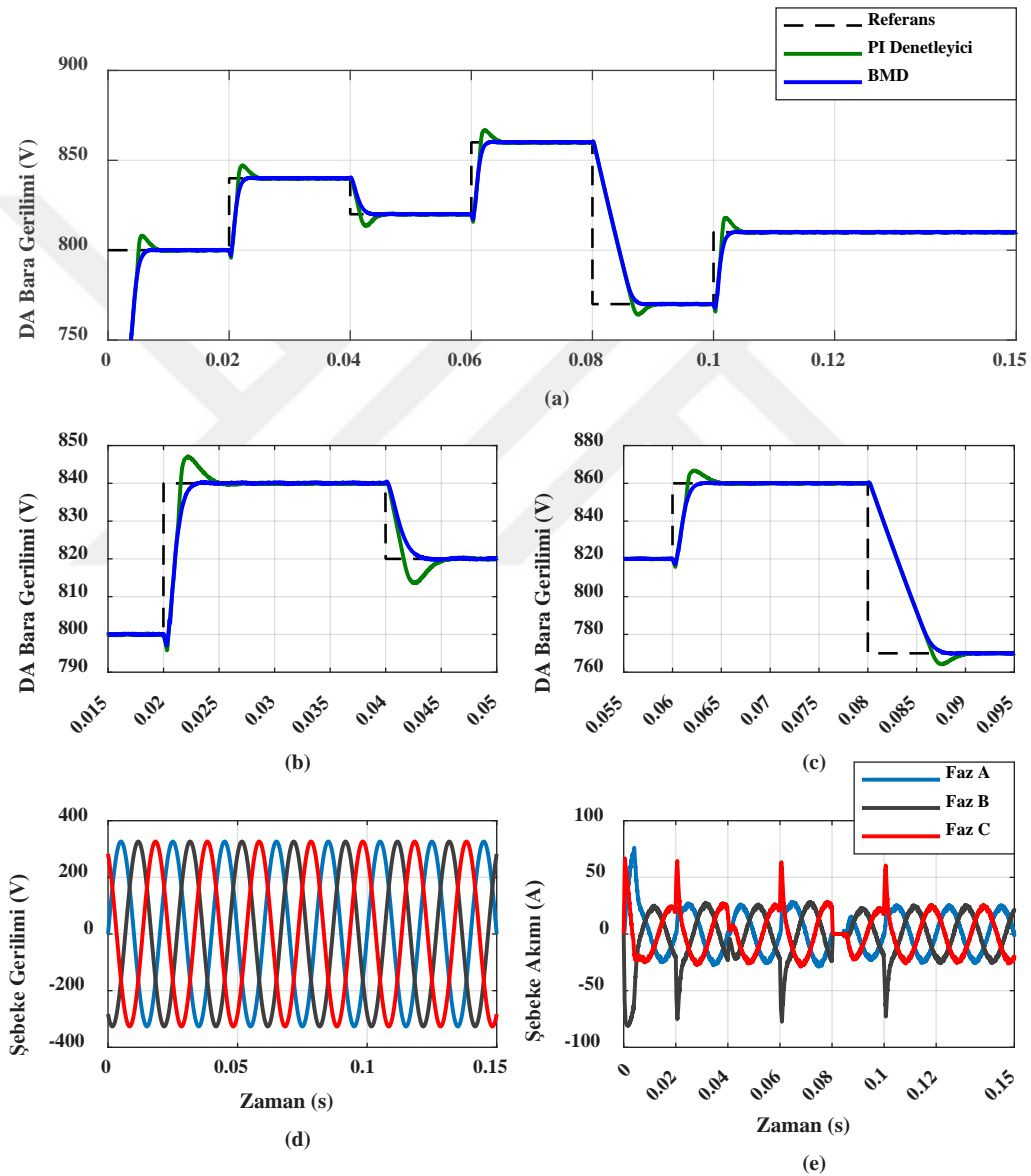 Referans
PI Denetleyici
BMD
DA Bara Gerilimi (V)
900
850
800
750
0 0.02 0.04 0.06 0.08 0.1 0.12 0.15
(a)
DA Bara Gerilimi (V)
850
840
830
820
810
800
790
0.015 0.02 0.025 0.03 0.035 0.04 0.045 0.05
(b)
DA Bara Gerilimi (V)
880
860
840
820
800
780
760
0.055 0.06 0.065 0.07 0.075 0.08 0.085 0.09 0.095
(c)
Şebeke Gerilimi (V)
400
200
0
-200
-400
0 0.05 0.1 0.15
Zaman (s)
(d)
Faz A
Faz B
Faz C
Şebeke Akımı (A)
100
50
0
-50
-100
0 0.02 0.04 0.06 0.08 0.1 0.12 0.15
Zaman (s)
(e)